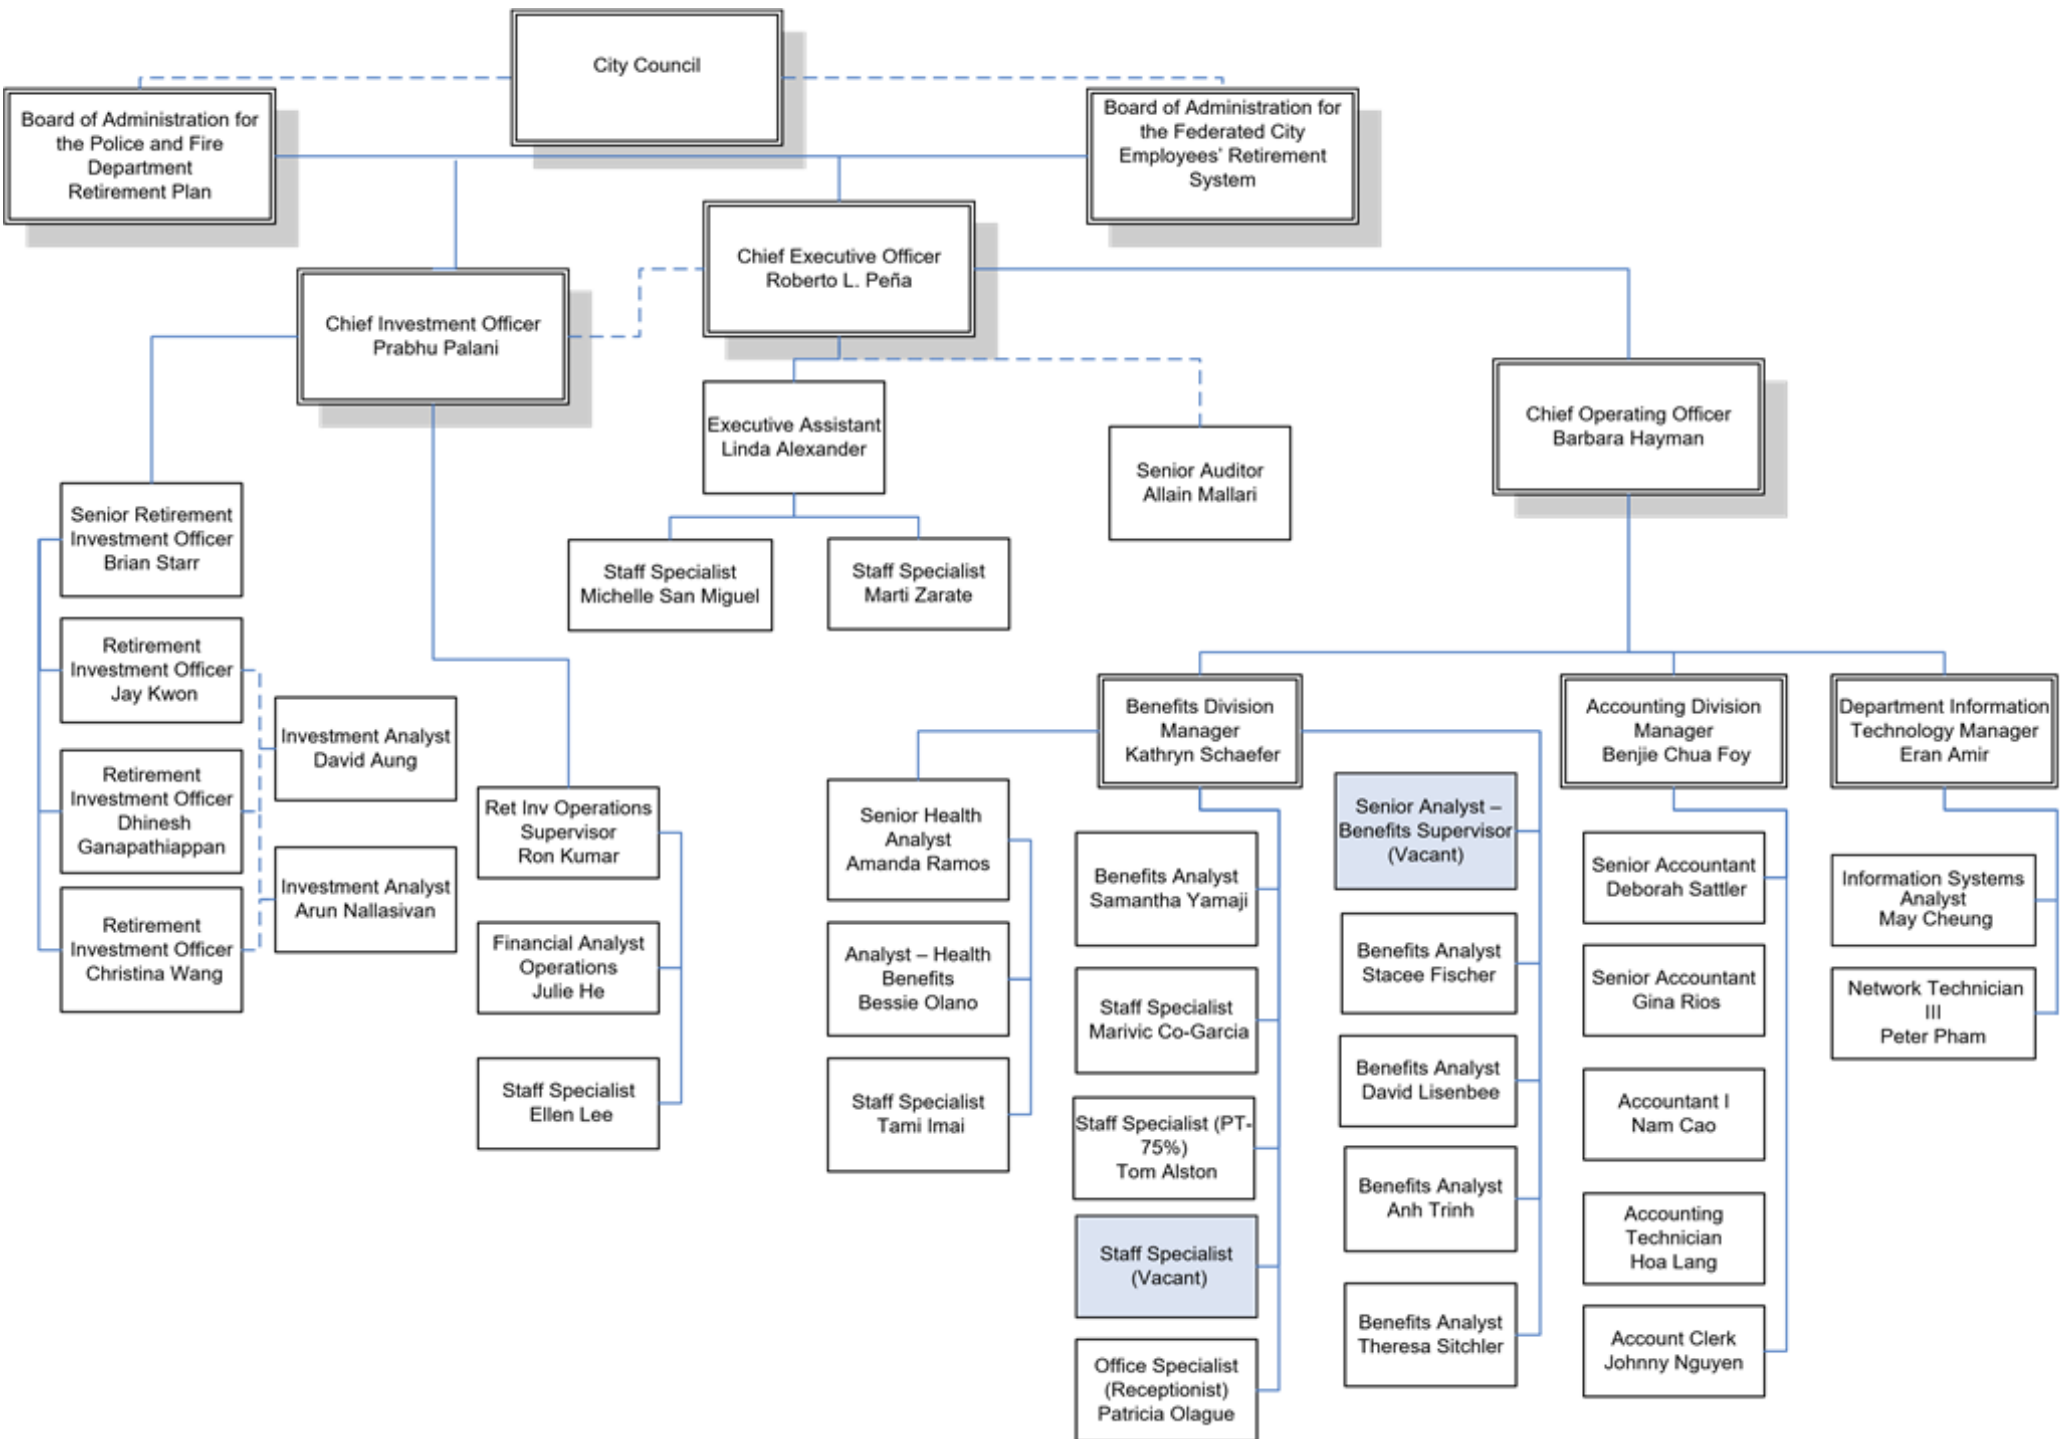 City Council
Board of Administration for
the Police and Fire
Department
Retirement Plan
Board of Administration for
the Federated City
Employees' Retirement
System
Chief Executive Officer
Roberto L. Peña
Chief Investment Officer
Prabhu Palani
Executive Assistant
Linda Alexander
Senior Auditor
Allain Mallari
Chief Operating Officer
Barbara Hayman
Senior Retirement
Investment Officer
Brian Starr
Staff Specialist
Michelle San Miguel
Staff Specialist
Marti Zarate
Retirement
Investment Officer
Jay Kwon
Investment Analyst
David Aung
Retirement
Investment Officer
Dhinesh
Ganapathiappan
Investment Analyst
Arun Nallasivan
Retirement
Investment Officer
Christina Wang
Ret Inv Operations
Supervisor
Ron Kumar
Financial Analyst
Operations
Julie He
Staff Specialist
Ellen Lee
Benefits Division
Manager
Kathryn Schaefer
Accounting Division
Manager
Benjie Chua Foy
Department Information
Technology Manager
Eran Amir
Senior Health
Analyst
Amanda Ramos
Analyst – Health
Benefits
Bessie Olano
Staff Specialist
Tami Imai
Benefits Analyst
Samantha Yamaji
Staff Specialist
Marivic Co-Garcia
Staff Specialist (PT-
75%)
Tom Alston
Staff Specialist
(Vacant)
Office Specialist
(Receptionist)
Patricia Olague
Senior Analyst –
Benefits Supervisor
(Vacant)
Benefits Analyst
Stacee Fischer
Benefits Analyst
David Lisenbee
Benefits Analyst
Anh Trinh
Benefits Analyst
Theresa Sitchler
Senior Accountant
Deborah Sattler
Senior Accountant
Gina Rios
Accountant I
Nam Cao
Accounting
Technician
Hoa Lang
Account Clerk
Johnny Nguyen
Information Systems
Analyst
May Cheung
Network Technician
III
Peter Pham